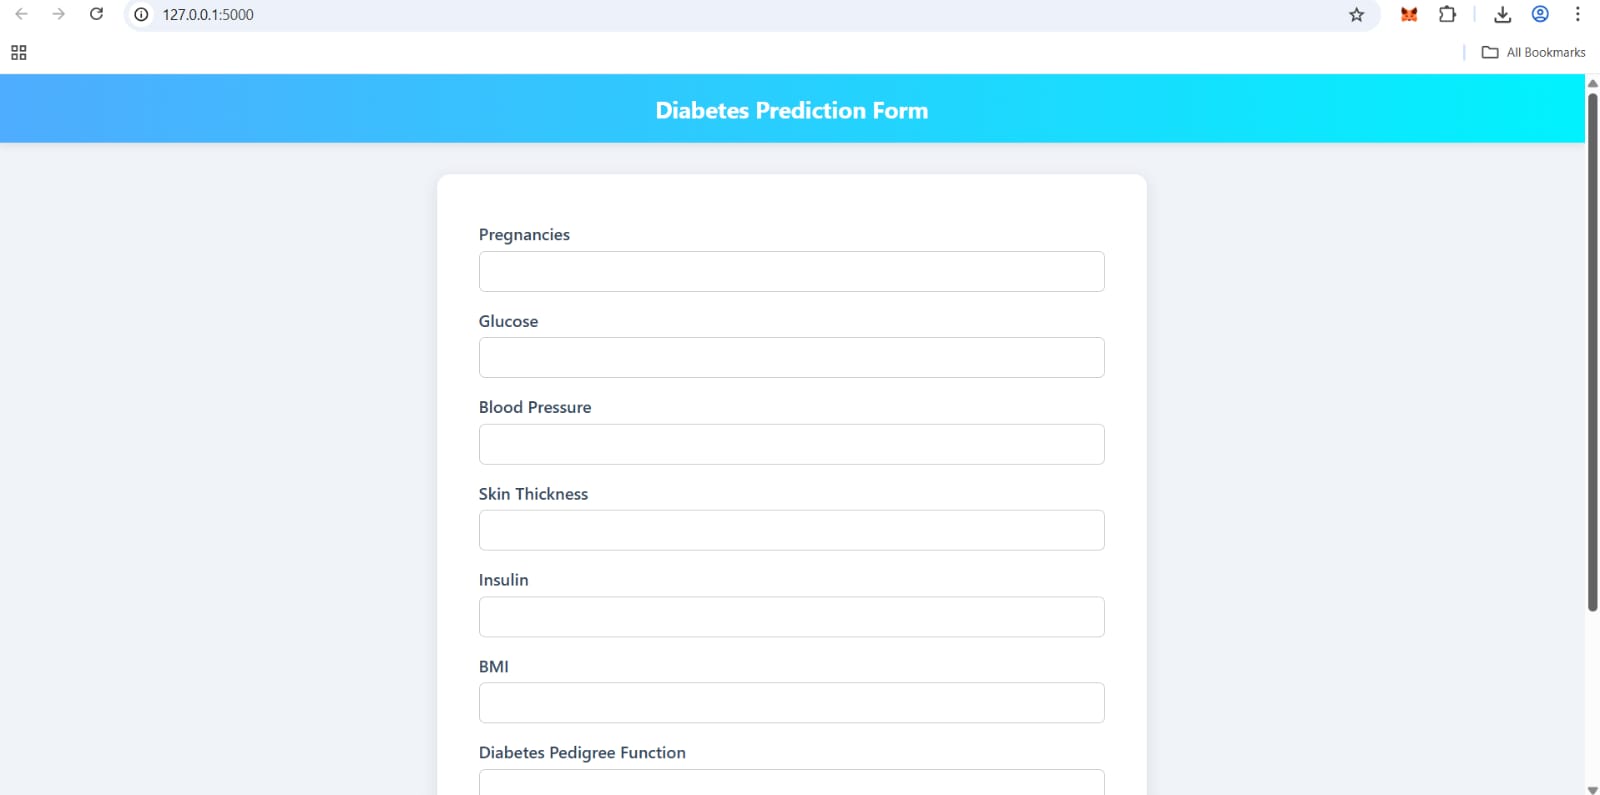 127.0.0.1:5000
All Bookmarks
Diabetes Prediction Form
Pregnancies
Glucose
Blood Pressure
Skin Thickness
Insulin
BMI
Diabetes Pedigree Function